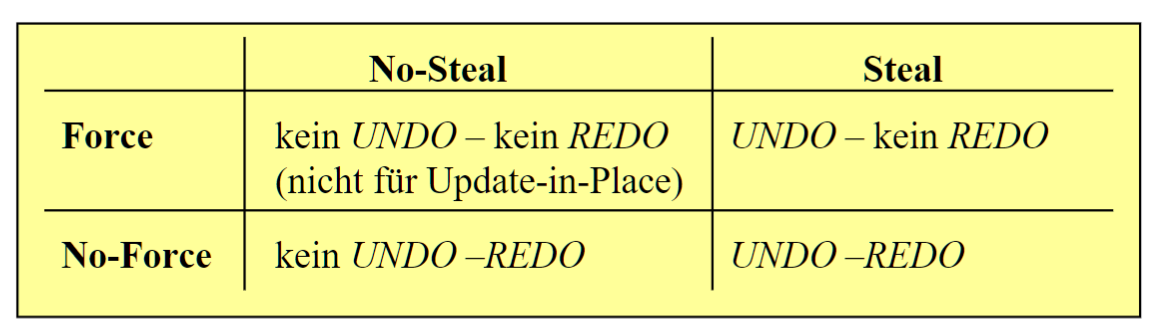 No-Steal Steal
Force kein UNDO – kein REDO UNDO – kein REDO
(nicht für Update-in-Place)
No-Force kein UNDO –REDO UNDO –REDO